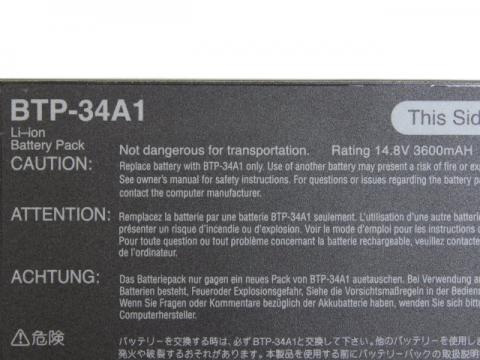 BTP-34A1
This Sid
Li-ion
Battery Pack
Not dangerous for transportation. Rating 14.8V 3600mAH
CAUTION: Replace battery with BTP-34A1 only. Use of another battery may present a risk of fire or ex
See owner's manual for safety instructions. For questions or issues regarding the battery pa
contact the computer manufacturer.
ATTENTION: Remplacez la batterie par une batterie BTP-34A1 seulement. L'utilisation d'une autre batteri
présenter un risque d'incendie ou d'explosion. Voir le mode d'emploi pour les instructions d
Pour toute question ou tout problème concernant la batterie rechargeable, veuillez contact
de l'ordinateur.
ACHTUNG: Das Batteriepack nur gagen ein neues Pack von BTP-34A1 auetauschen. Bei Verwendung a
Batterien besteht, Feueroder Explosionsgefahr, Siehe die Vorsichtsmaßregeln in der Bedien
Wenn Sie Fragen oder Kommentare bezüglich der Akkubatterie haben, wenden Sie sich bitt
Computerhersteller.
⚠危険 バッテリーを交換する時は、必ずBTP-34A1と交換して下さい。他のバッテリーを使用しま
発火や破裂するおそれがあります。本製品を使用する前にバッテリーパックの取扱説明